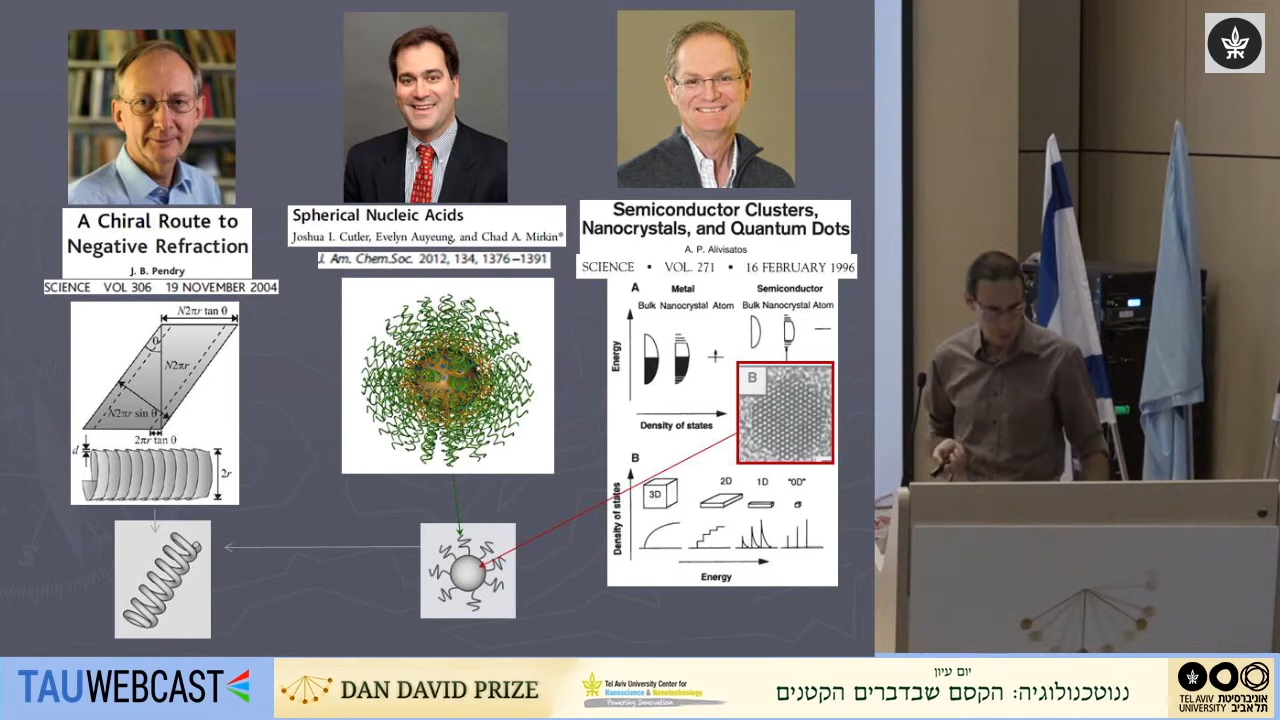 A Chiral Route to
Negative Refraction
J. B. Pendry
SCIENCE VOL 306 19 NOVEMBER 2004
N2πr tan θ
θ
N2πr
N2πr sin θ
2πr tan θ
d
2r
Spherical Nucleic Acids
Joshua I. Cutler, Evelyn Auyeung, and Chad A. Mirkin*
J. Am. Chem.Soc. 2012, 134, 1376–1391
Semiconductor Clusters,
Nanocrystals, and Quantum Dots
A. P. Alivisatos
SCIENCE • VOL. 271 • 16 FEBRUARY 1996
A Metal Semiconductor
Bulk Nanocrystal Atom Bulk Nanocrystal Atom
Energy
Density of states
B
B
3D 2D 1D "0D"
Density of states
Energy
TAUWEBCAST
DAN DAVID PRIZE
Tel Aviv University Center for
Nanoscience & Nanotechnology
Powering Innovation
יום עיון
ננוטכנולוגיה: הקסם שבדברים הקטנים
TEL AVIV UNIVERSITY
אוניברסיטת תל אביב